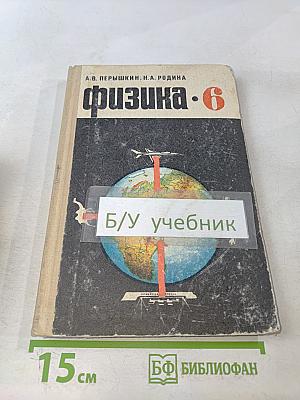 А.В. ПЕРЫШКИН, Н.А. РОДИНА
физика · 6
Б/У учебник
15 см
БФ БИБЛИОФАН